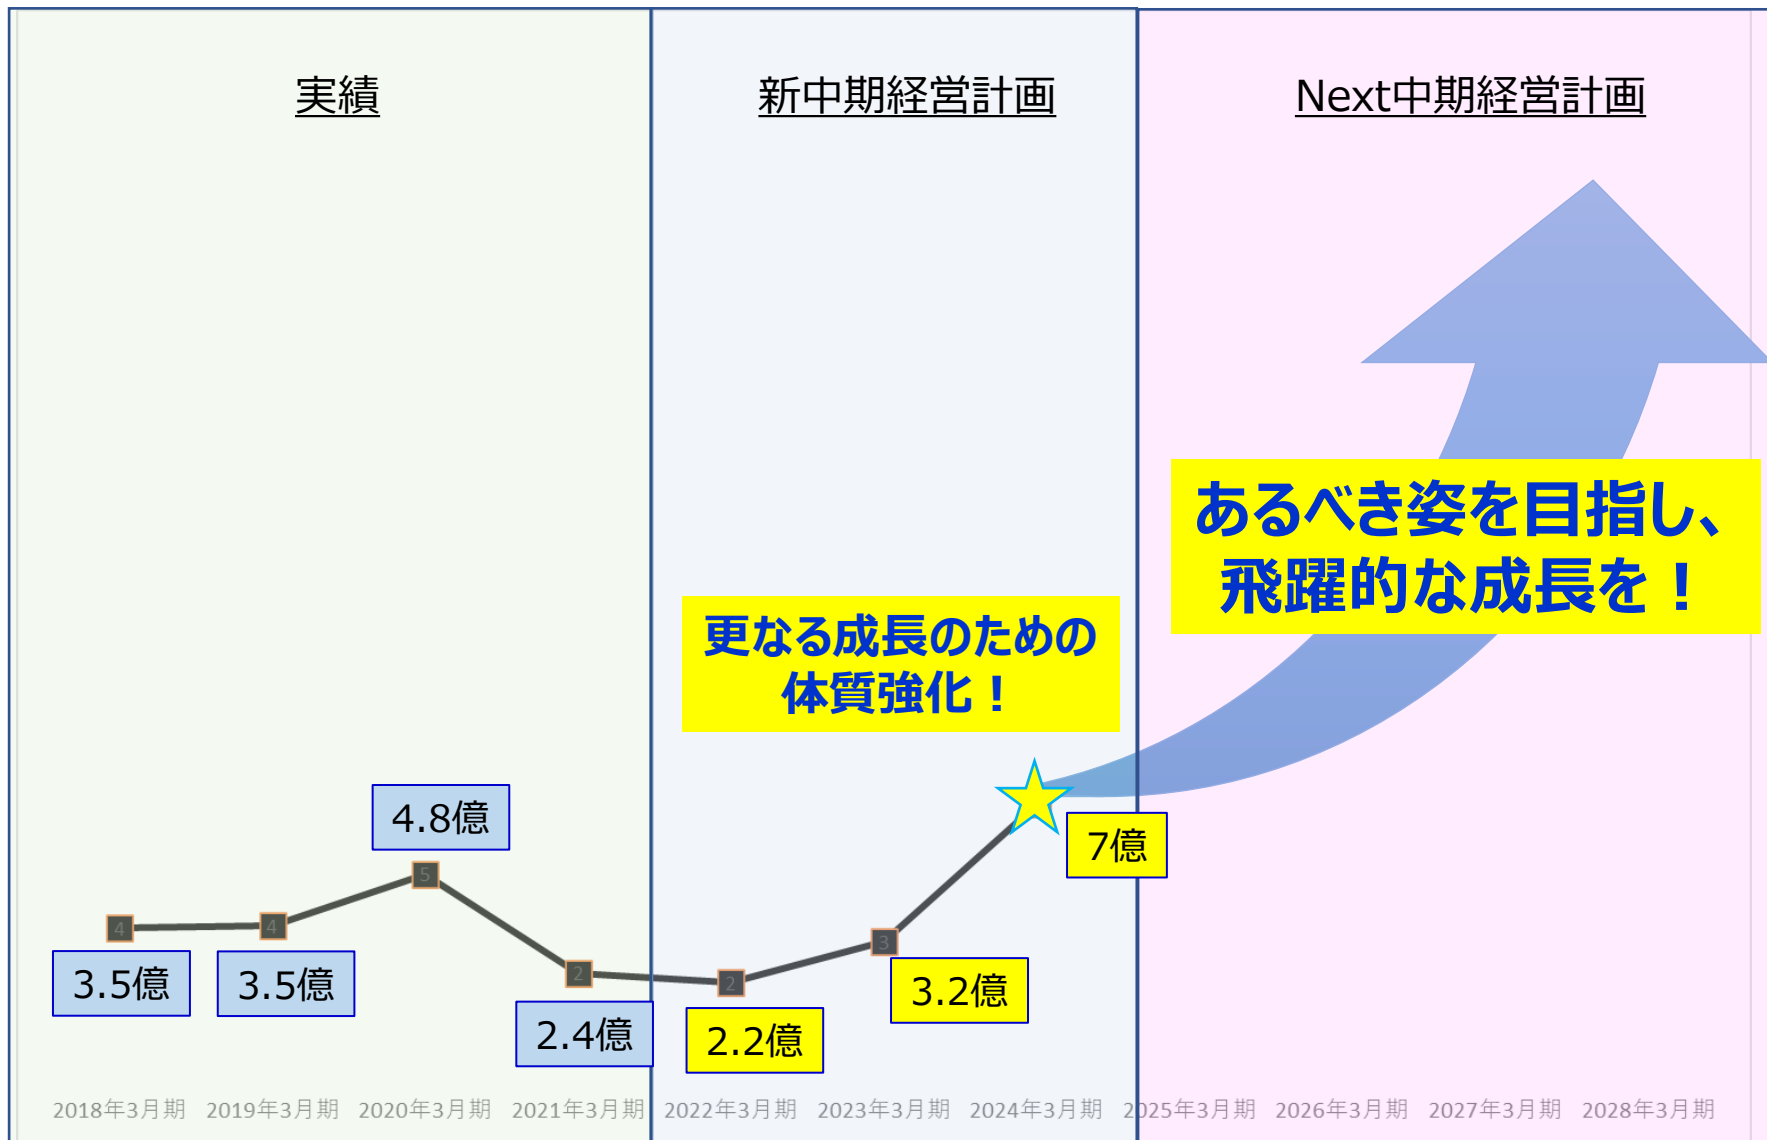 実績
新中期経営計画
Next中期経営計画
あるべき姿を目指し、
飛躍的な成長を！
更なる成長のための
体質強化！
4.8億
7億
5
4
4
2
2
3
3.5億
3.5億
2.4億
2.2億
3.2億
2018年3月期 2019年3月期 2020年3月期 2021年3月期 2022年3月期 2023年3月期 2024年3月期 2025年3月期 2026年3月期 2027年3月期 2028年3月期